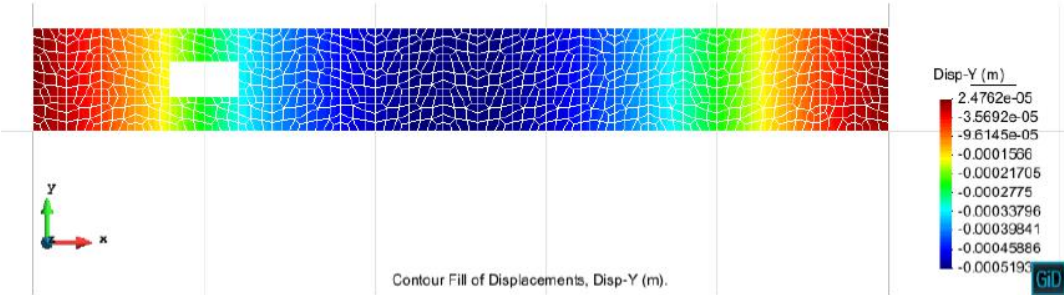 Disp-Y (m)
2.4762e-05
-3.5692e-05
-9.6145e-05
-0.0001566
-0.00021705
-0.0002775
-0.00033796
-0.00039841
-0.00045886
-0.0005193
y
x
Contour Fill of Displacements, Disp-Y (m).
GiD